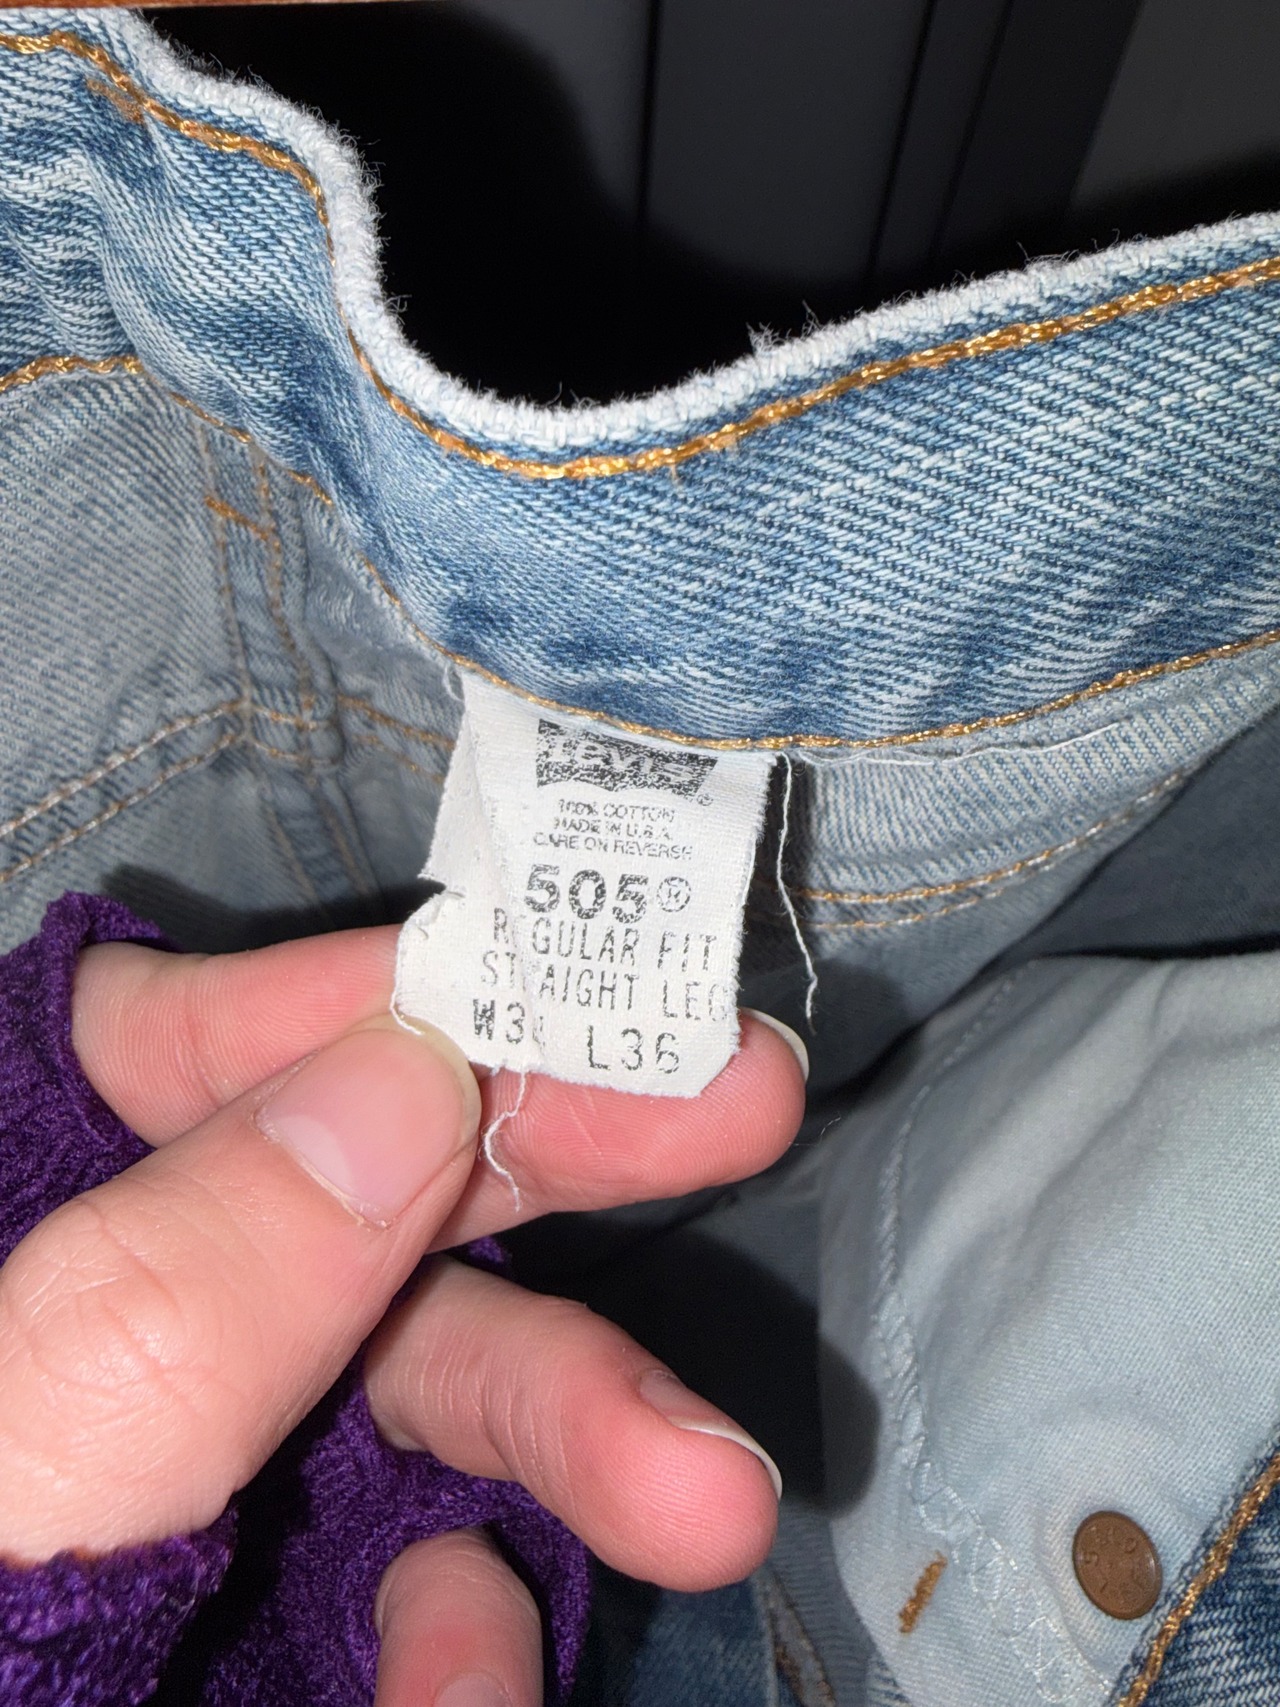 Levi's®
100% COTTON
MADE IN U.S.A.
CARE ON REVERSE
505®
REGULAR FIT
STRAIGHT LEG
L36